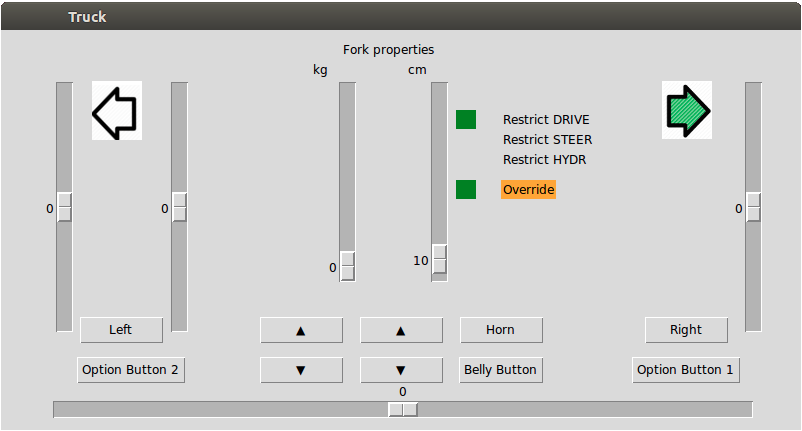 Truck
Fork properties
kg
cm
Restrict DRIVE
Restrict STEER
Restrict HYDR
Override
0
0
0
0
10
Left
▲
▲
Horn
Right
Option Button 2
▼
▼
Belly Button
Option Button 1
0